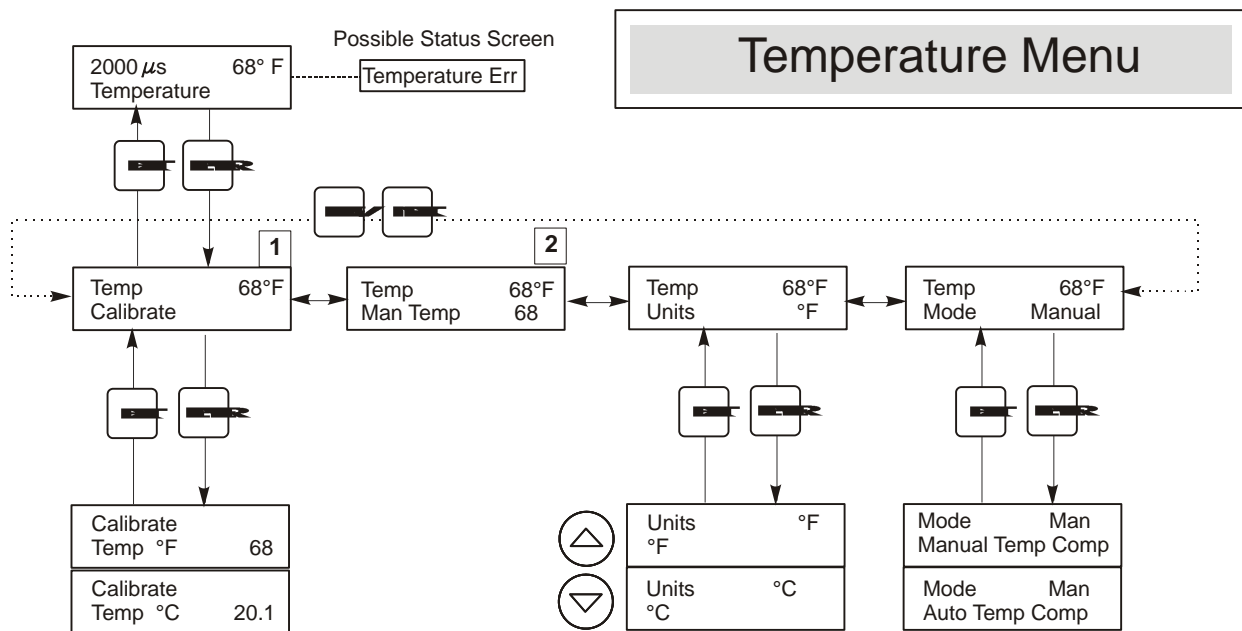 Temperature Menu
Possible Status Screen
2000 µs 68° F
Temperature
Temperature Err
1
2
Temp 68°F
Calibrate
Temp 68°F
Man Temp 68
Temp 68°F
Units °F
Temp 68°F
Mode Manual
Calibrate
Temp °F 68
Calibrate
Temp °C 20.1
Units °F
°F
Units °C
°C
Mode Man
Manual Temp Comp
Mode Man
Auto Temp Comp